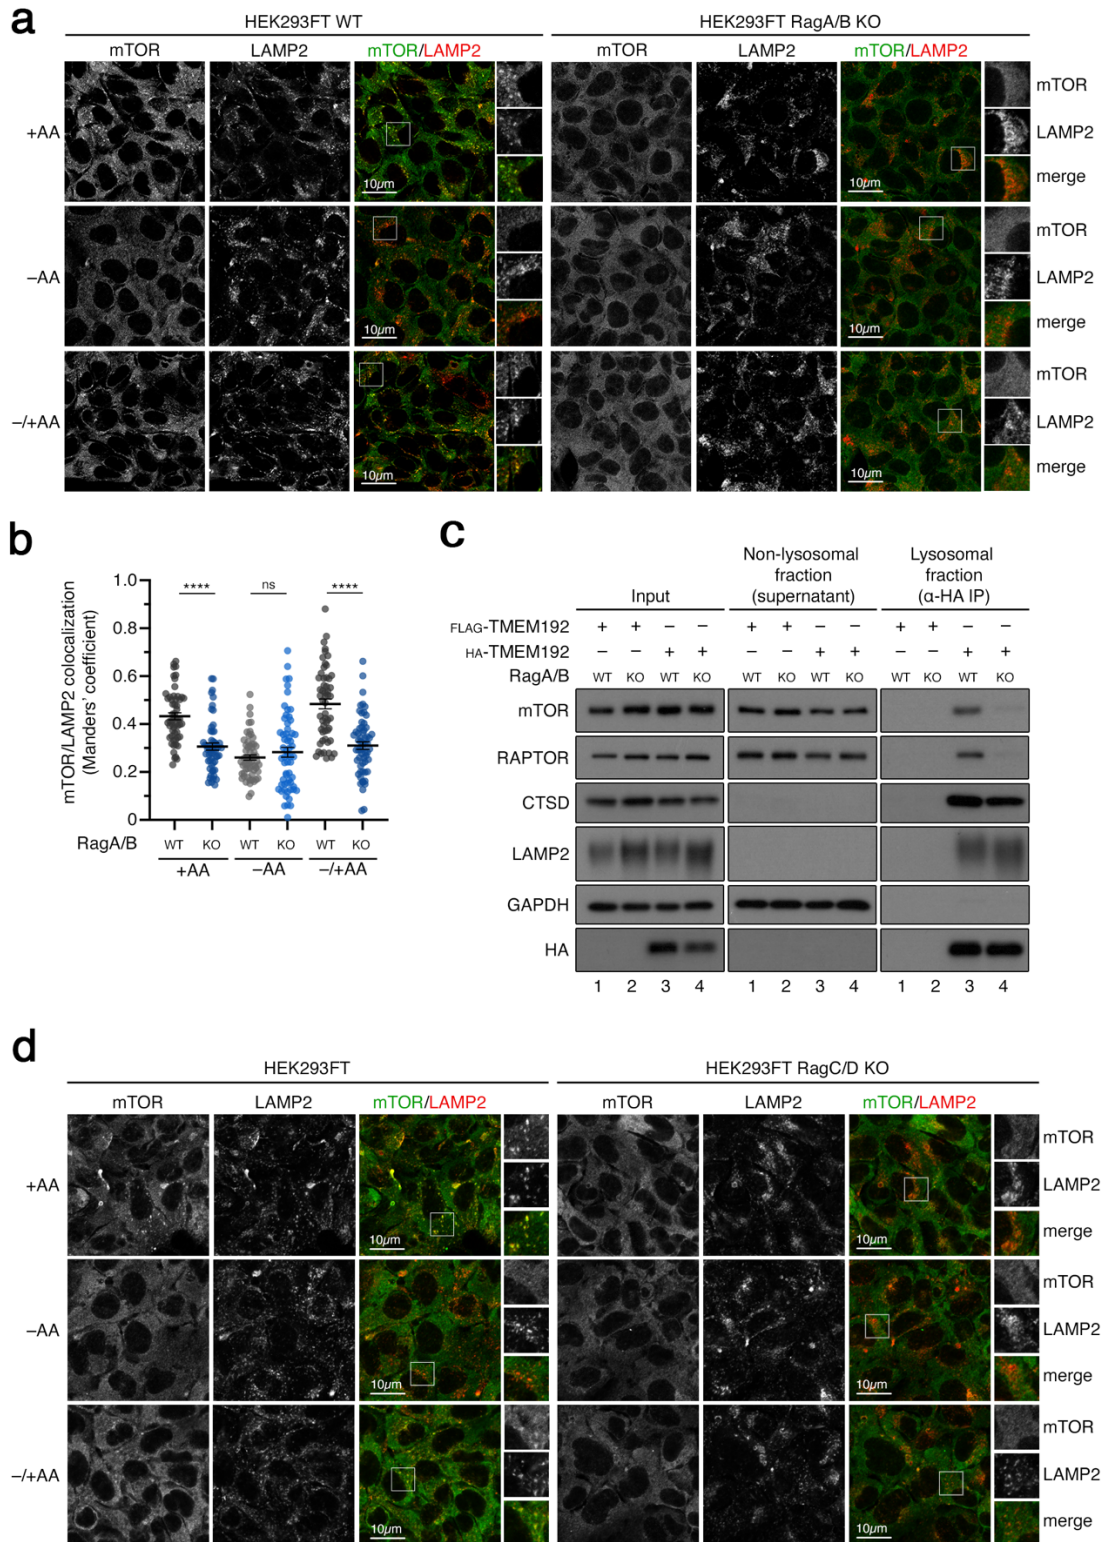 a
HEK293FT WT
HEK293FT RagA/B KO
mTOR LAMP2 mTOR/LAMP2
mTOR LAMP2 mTOR/LAMP2
+AA
10µm
10µm
mTOR
LAMP2
merge
–AA
10µm
10µm
mTOR
LAMP2
merge
–/+AA
10µm
10µm
mTOR
LAMP2
merge
b
mTOR/LAMP2 colocalization
(Manders' coefficient)
1.0
0.8
0.6
0.4
0.2
0
**** ns ****
RagA/B WT KO WT KO WT KO
+AA –AA –/+AA
c
Input
Non-lysosomal
fraction
(supernatant)
Lysosomal
fraction
(α-HA IP)
FLAG-TMEM192 + + – – + + – – + + – –
HA-TMEM192 – – + + – – + + – – + +
RagA/B WT KO WT KO WT KO WT KO WT KO WT KO
mTOR
RAPTOR
CTSD
LAMP2
GAPDH
HA
1 2 3 4 1 2 3 4 1 2 3 4
d
HEK293FT
HEK293FT RagC/D KO
mTOR LAMP2 mTOR/LAMP2
mTOR LAMP2 mTOR/LAMP2
+AA
10µm
10µm
mTOR
LAMP2
merge
–AA
10µm
10µm
mTOR
LAMP2
merge
–/+AA
10µm
10µm
mTOR
LAMP2
merge